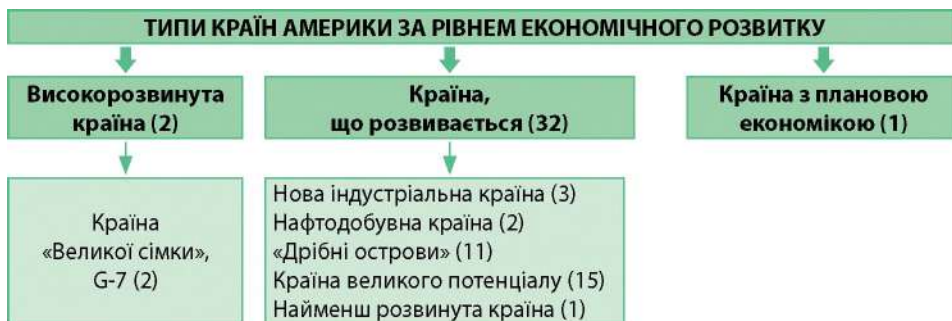 ТИПИ КРАЇН АМЕРИКИ ЗА РІВНЕМ ЕКОНОМІЧНОГО РОЗВИТКУ
Високорозвинута
країна (2)
Країна,
що розвивається (32)
Країна з плановою
економікою (1)
Країна
«Великої сімки»,
G-7 (2)
Нова індустріальна країна (3)
Нафтодобувна країна (2)
«Дрібні острови» (11)
Країна великого потенціалу (15)
Найменш розвинута країна (1)